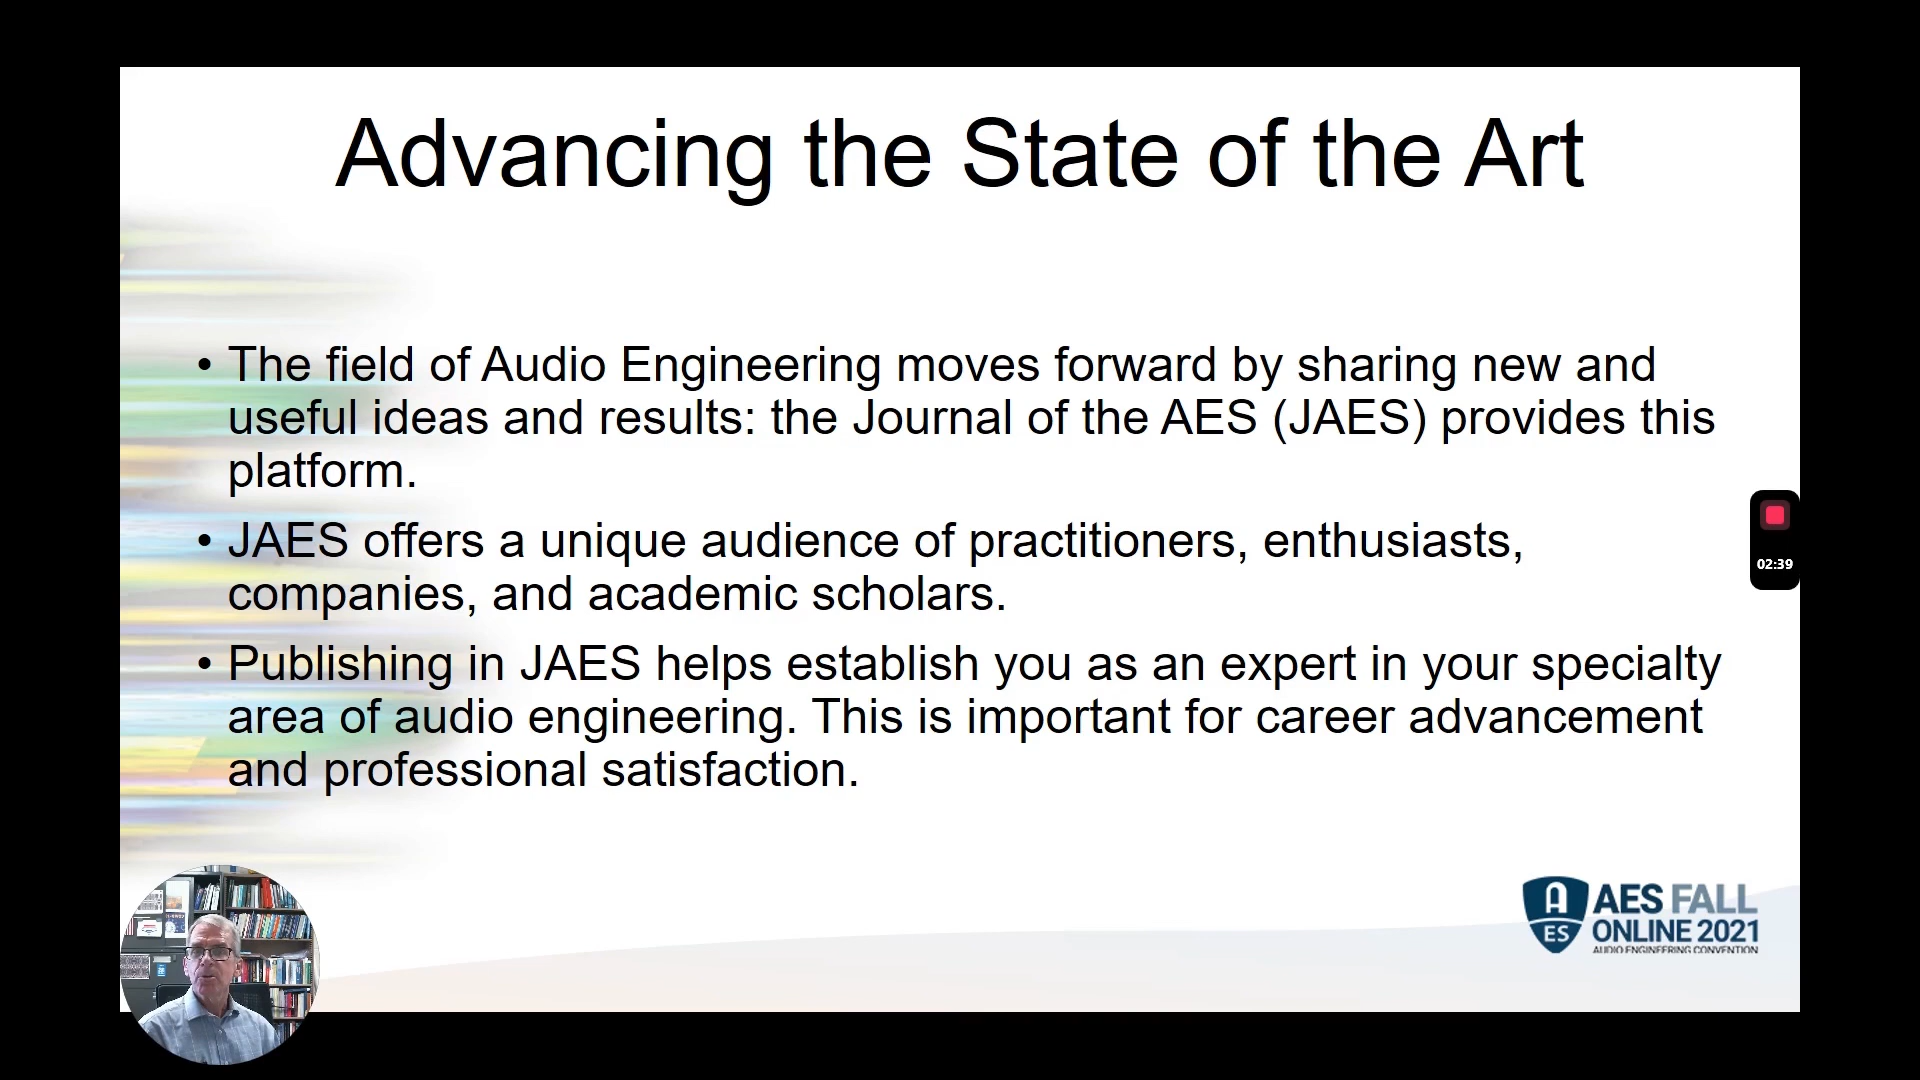 Advancing the State of the Art
• The field of Audio Engineering moves forward by sharing new and
useful ideas and results: the Journal of the AES (JAES) provides this
platform.
• JAES offers a unique audience of practitioners, enthusiasts,
companies, and academic scholars.
• Publishing in JAES helps establish you as an expert in your specialty
area of audio engineering. This is important for career advancement
and professional satisfaction.
02:39
A
ES
AES FALL
ONLINE 2021
AUDIO ENGINEERING CONVENTION